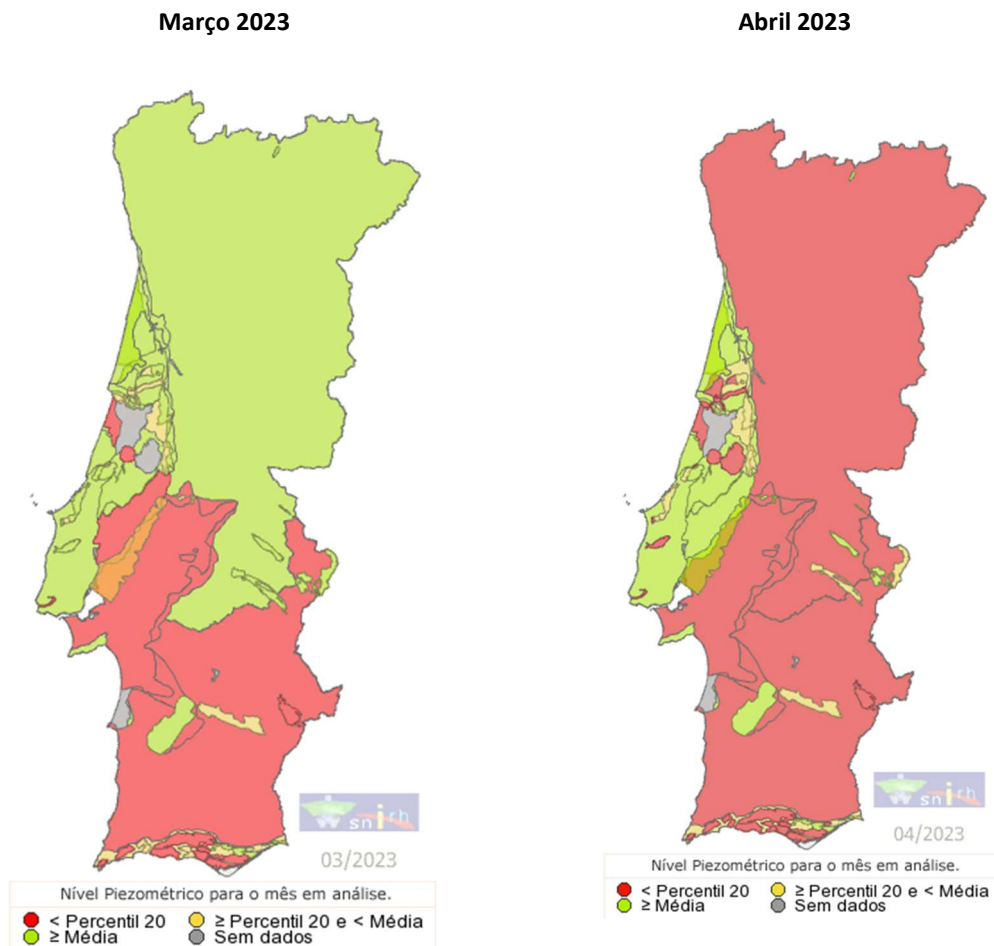 Março 2023
Abril 2023
snirh
03/2023
Nível Piezométrico para o mês em análise.
< Percentil 20
≥ Percentil 20 e < Média
≥ Média
Sem dados
snirh
04/2023
Nível Piezométrico para o mês em análise.
< Percentil 20
≥ Percentil 20 e < Média
≥ Média
Sem dados